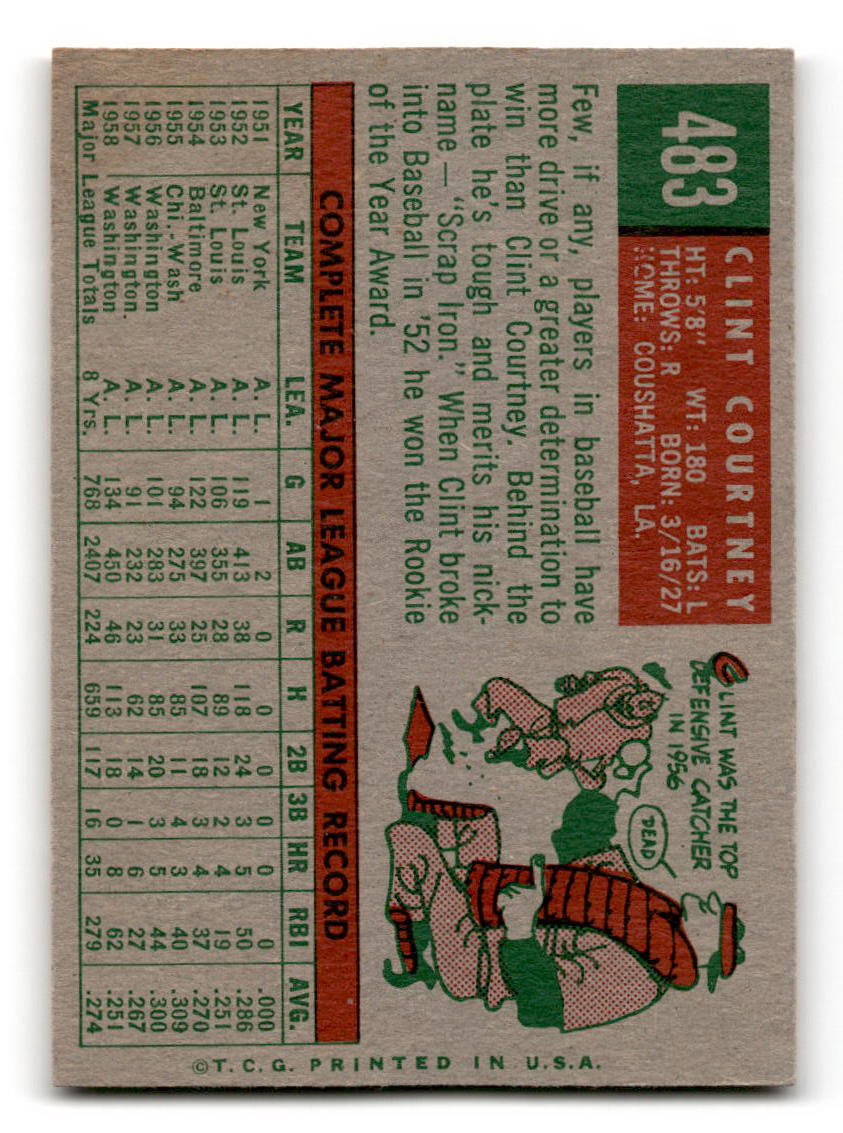 483
CLINT COURTNEY
HT: 5'8" WT: 180 BATS: L
THROWS: R BORN: 3/16/27
HOME: COUSHATTA, LA.
Few, if any, players in baseball have
more drive or a greater determination to
win than Clint Courtney. Behind the
plate he's tough and merits his nick-
name — "Scrap Iron." When Clint broke
into Baseball in '52 he won the Rookie
of the Year Award.
CLINT WAS THE TOP
DEFENSIVE CATCHER
IN 1956
DEAD
COMPLETE MAJOR LEAGUE BATTING RECORD
YEAR TEAM LEA. G AB R H 2B 3B HR RBI AVG.
1951 New York A. L. 1 2 0 0 0 0 0 0 .000
1952 St. Louis A. L. 119 413 38 118 24 3 5 50 .286
1953 St. Louis A. L. 106 355 28 89 12 2 4 19 .251
1954 Baltimore A. L. 122 397 25 107 18 3 4 37 .270
1955 Chi.-Wash A. L. 94 275 33 85 11 4 3 40 .309
1956 Washington A. L. 101 283 31 85 20 3 5 44 .300
1957 Washington. A. L. 91 232 23 62 14 1 6 27 .267
1958 Washington A. L. 134 450 46 113 18 0 8 62 .251
Major League Totals 8 Yrs. 768 2407 224 659 117 16 35 279 .274
©T.C.G. PRINTED IN U.S.A.